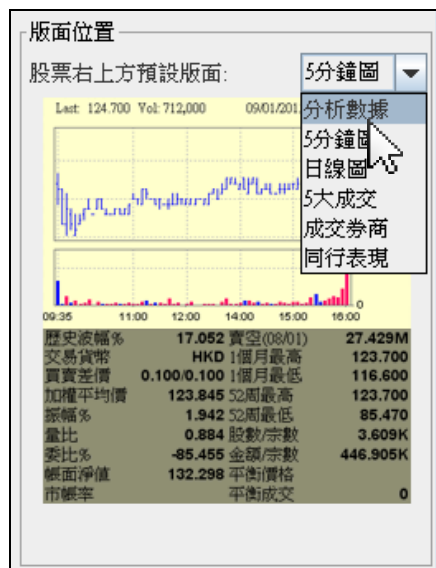 版面位置
股票右上方預設版面: 5分鐘圖
Last: 124.700 Vol: 712,000 09/01/201
分析數據
5分鐘圖
日線圖
5大成交
成交券商
同行表現
0
09:35 11:00 12:00 14:00 15:00 16:00
歷史波幅% 17.052 賣空(08/01) 27.429M
交易貨幣 HKD 1個月最高 123.700
買賣差價 0.100/0.100 1個月最低 116.600
加權平均價 123.845 52周最高 123.700
振幅% 1.942 52周最低 85.470
量比 0.884 股數/宗數 3.609K
委比% -85.455 金額/宗數 446.905K
帳面淨值 132.298 平衡價格
市帳率 平衡成交 0